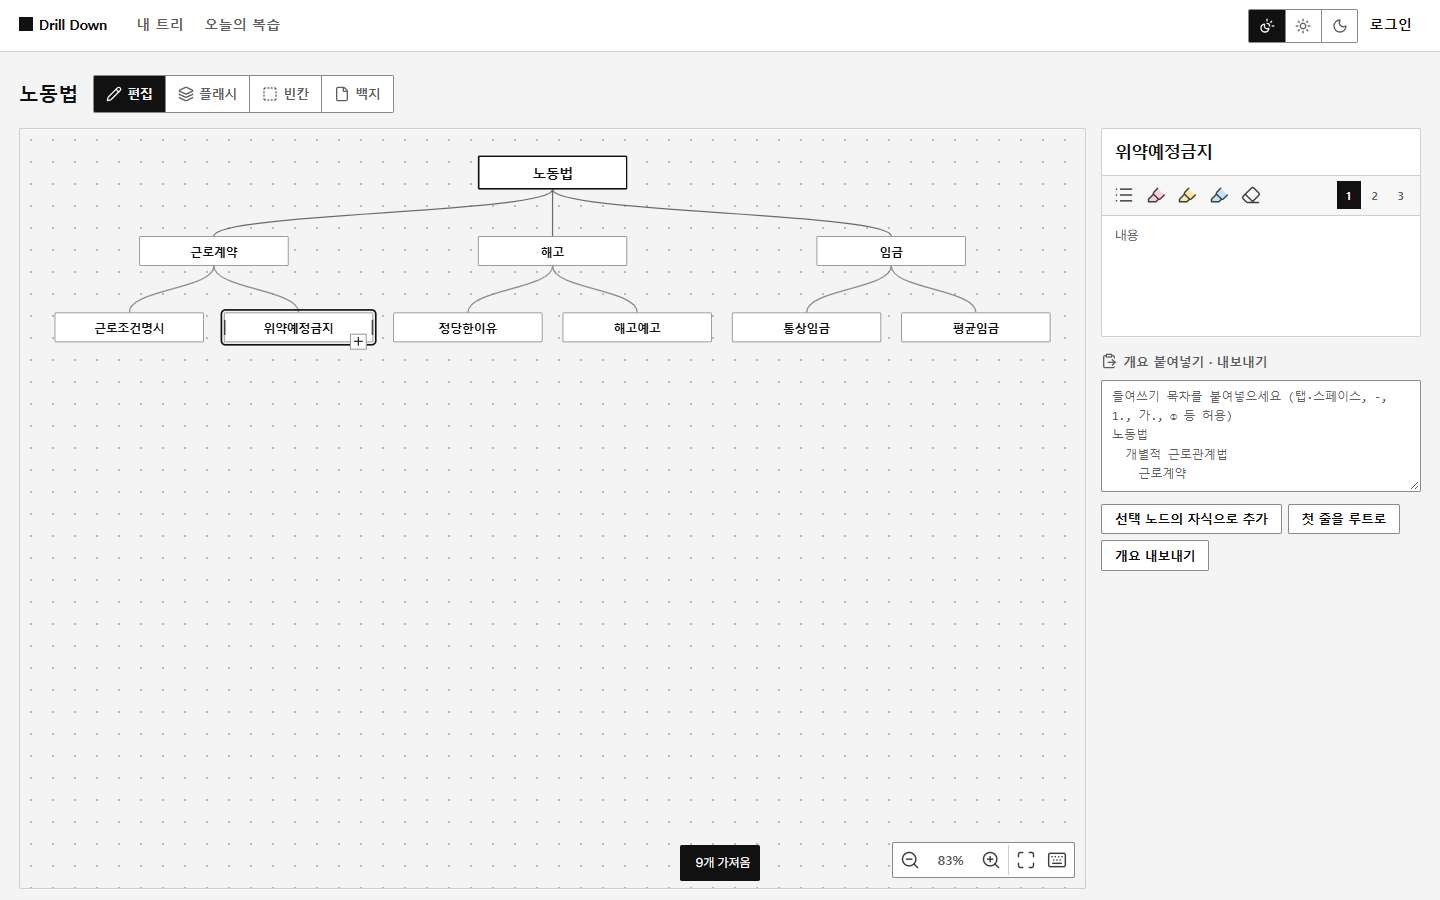 Drill Down
내 트리
오늘의 복습
로그인
노동법
편집
플래시
빈칸
백지
노동법
근로계약
해고
임금
근로조건명시
위약예정금지
정당한이유
해고예고
통상임금
평균임금
9개 가져옴
83%
위약예정금지
1
2
3
내용
개요 붙여넣기 · 내보내기
들여쓰기 목차를 붙여넣으세요 (탭·스페이스, -,
1., 가., ① 등 허용)
노동법
개별적 근로관계법
근로계약
선택 노드의 자식으로 추가
첫 줄을 루트로
개요 내보내기